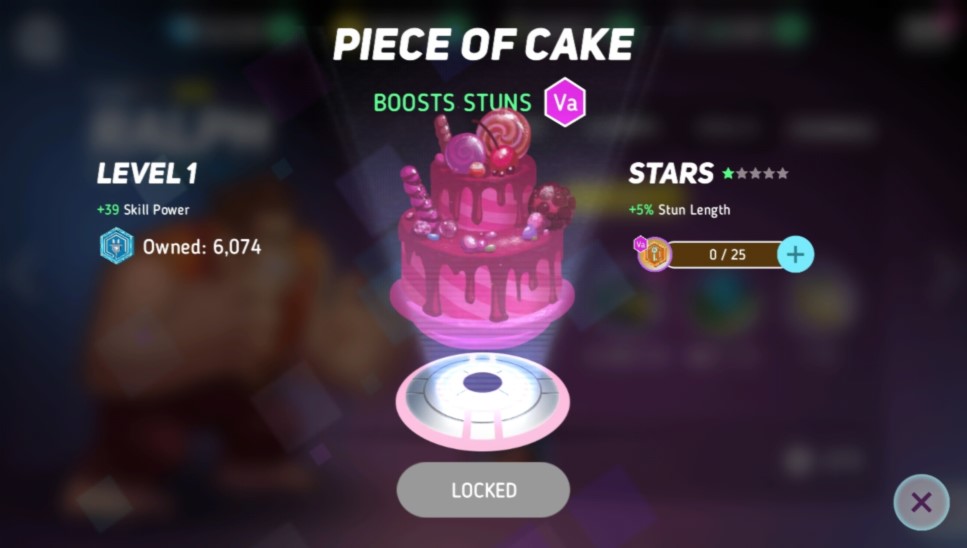 PIECE OF CAKE
BOOSTS STUNS Va
LEVEL 1
+39 Skill Power
Owned: 6,074
STARS
+5% Stun Length
Va
0 / 25
LOCKED